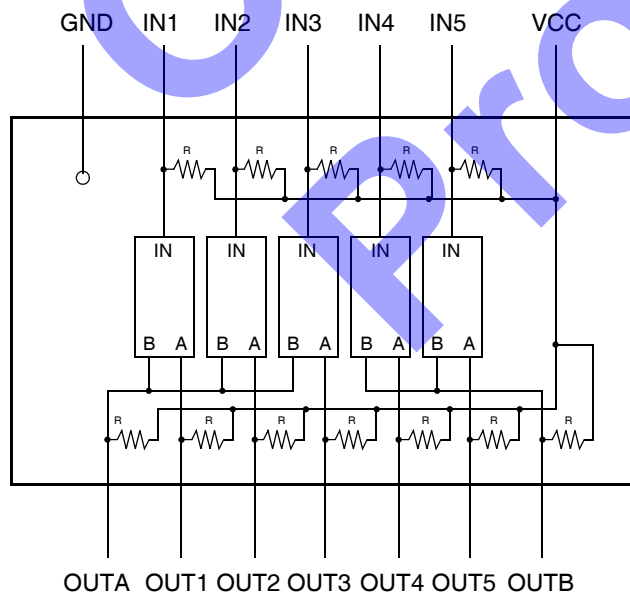 GND IN1 IN2 IN3 IN4 IN5 VCC
R R R R R
IN IN IN IN IN
B A B A B A B A B A
R R R R R R R
OUTA OUT1 OUT2 OUT3 OUT4 OUT5 OUTB
Pro